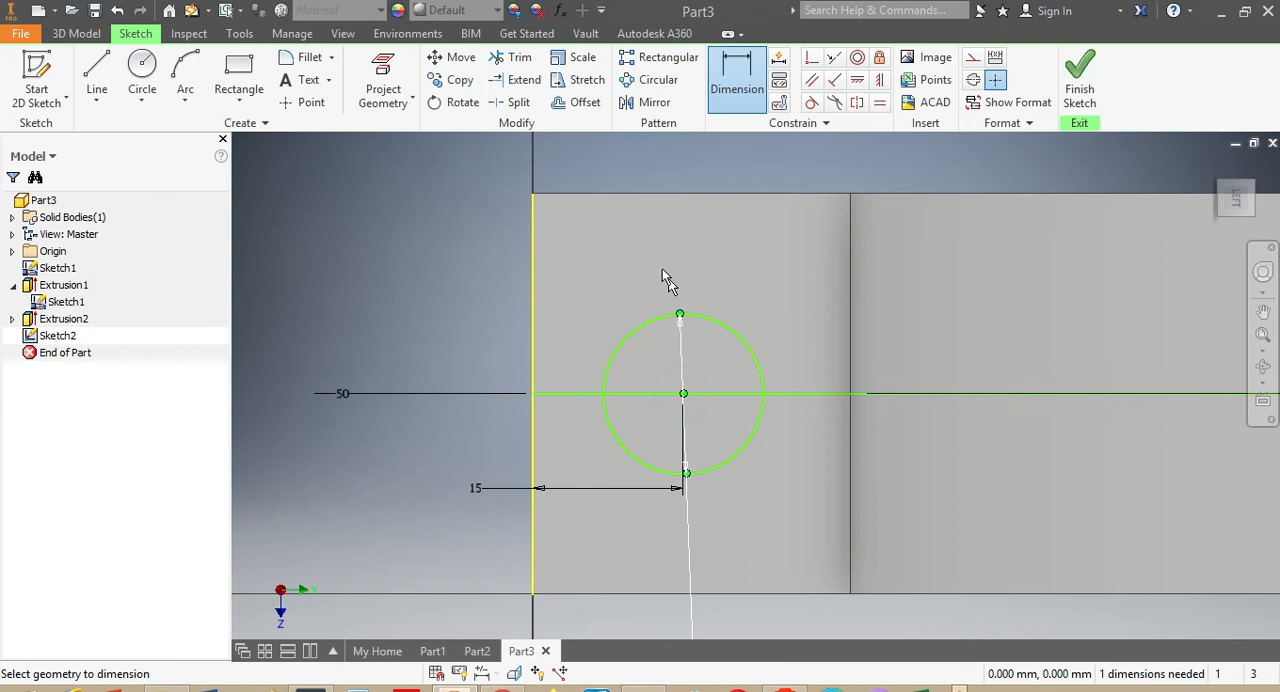 PRO Material Default fx Part3 Search Help & Commands... Sign In
File 3D Model Sketch Inspect Tools Manage View Environments BIM Get Started Vault Autodesk A360
Start 2D Sketch Line Circle Arc Rectangle Fillet Text Point Project Geometry Move Copy Rotate Trim Extend Split Scale Stretch Offset Rectangular Circular Mirror Dimension Image Points ACAD Show Format Finish Sketch
Sketch Create Modify Pattern Constrain Insert Format Exit
Model
Part3
Solid Bodies(1)
View: Master
Origin
Sketch1
Extrusion1
Sketch1
Extrusion2
Sketch2
End of Part
LEFT
50
15
Z
My Home Part1 Part2 Part3
Select geometry to dimension 0.000 mm, 0.000 mm 1 dimensions needed 1 3